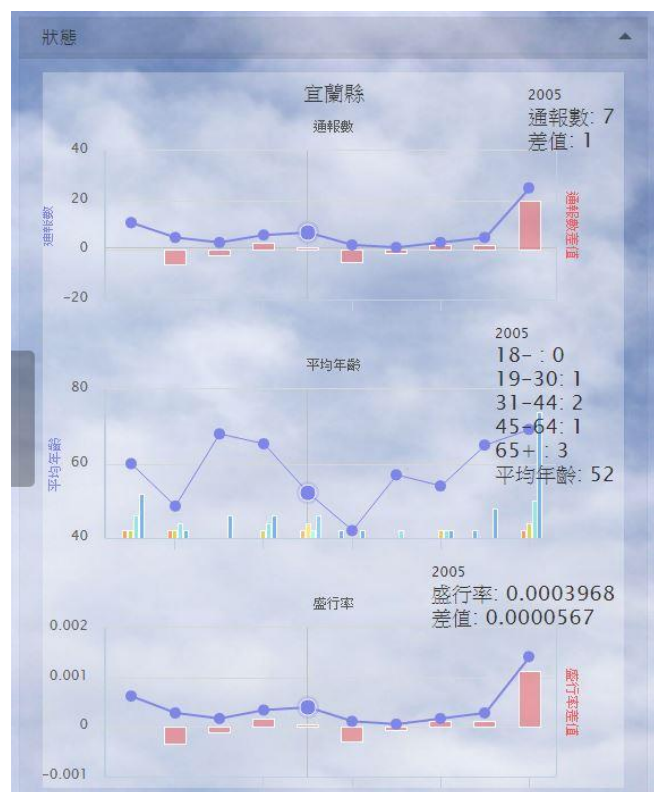 狀態
宜蘭縣
2005
通報數: 7
差值: 1
通報數
40
20
0
-20
通報數
通報數差值
2005
18- : 0
19-30: 1
31-44: 2
45-64: 1
65+ : 3
平均年齡: 52
平均年齡
80
60
40
平均年齡
2005
盛行率: 0.0003968
差值: 0.0000567
盛行率
0.002
0.001
0
-0.001
盛行率差值